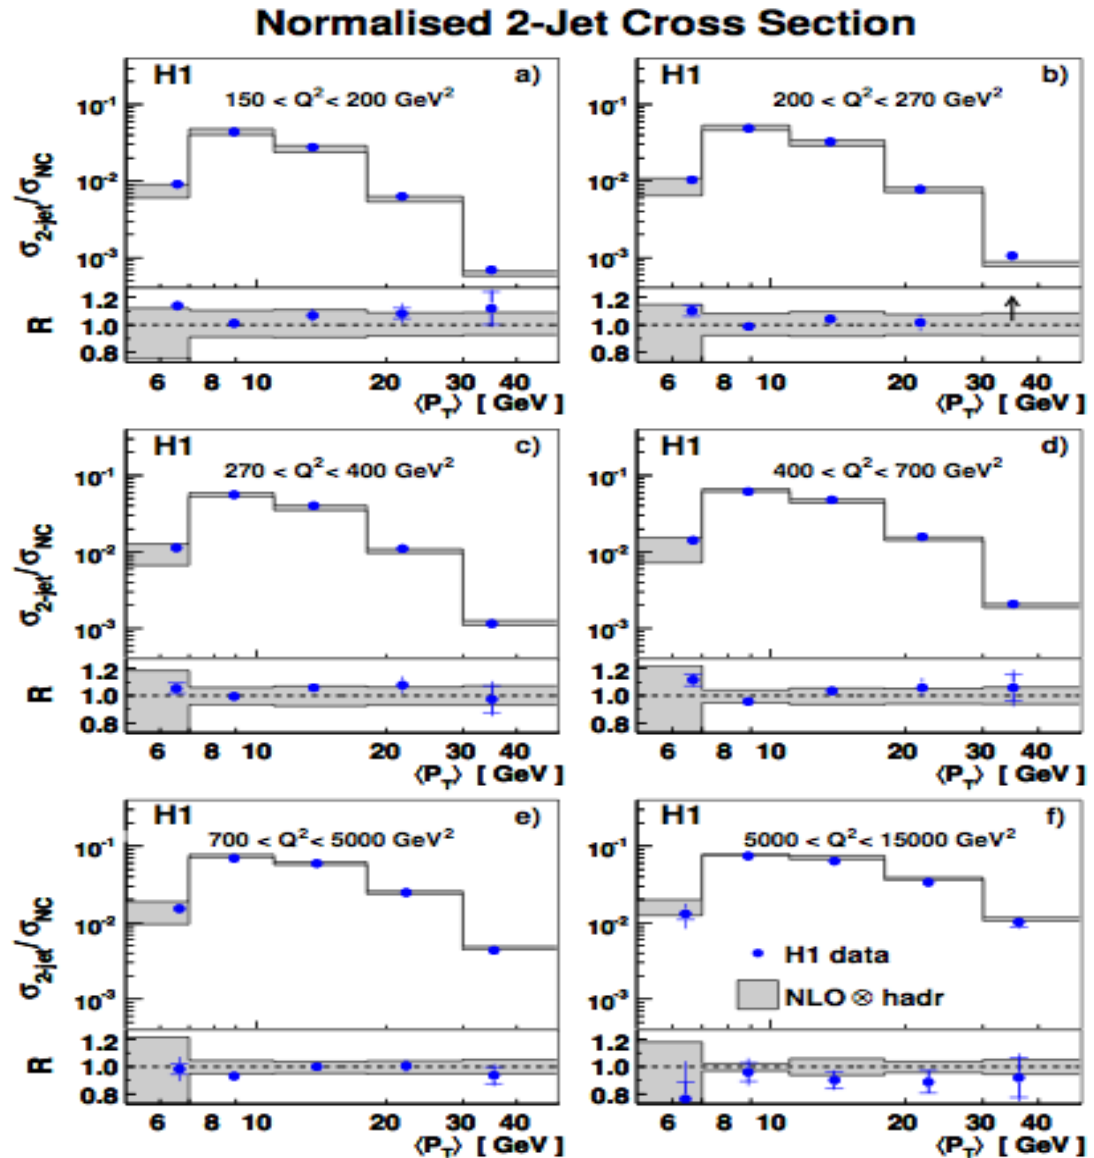 Normalised 2-Jet Cross Section
H1 a)
150 < Q² < 200 GeV²
10⁻¹
10⁻²
10⁻³
σ₂₋jet/σNC
1.2
1.0
0.8
R
6 8 10 20 30 40
⟨P_T⟩ [ GeV ]
H1 b)
200 < Q² < 270 GeV²
10⁻¹
10⁻²
10⁻³
1.2
1.0
0.8
6 8 10 20 30 40
⟨P_T⟩ [ GeV ]
H1 c)
270 < Q² < 400 GeV²
10⁻¹
10⁻²
10⁻³
σ₂₋jet/σNC
1.2
1.0
0.8
R
6 8 10 20 30 40
⟨P_T⟩ [ GeV ]
H1 d)
400 < Q² < 700 GeV²
10⁻¹
10⁻²
10⁻³
1.2
1.0
0.8
6 8 10 20 30 40
⟨P_T⟩ [ GeV ]
H1 e)
700 < Q² < 5000 GeV²
10⁻¹
10⁻²
10⁻³
σ₂₋jet/σNC
1.2
1.0
0.8
R
6 8 10 20 30 40
⟨P_T⟩ [ GeV ]
H1 f)
5000 < Q² < 15000 GeV²
10⁻¹
10⁻²
10⁻³
H1 data
NLO ⊗ hadr
1.2
1.0
0.8
6 8 10 20 30 40
⟨P_T⟩ [ GeV ]